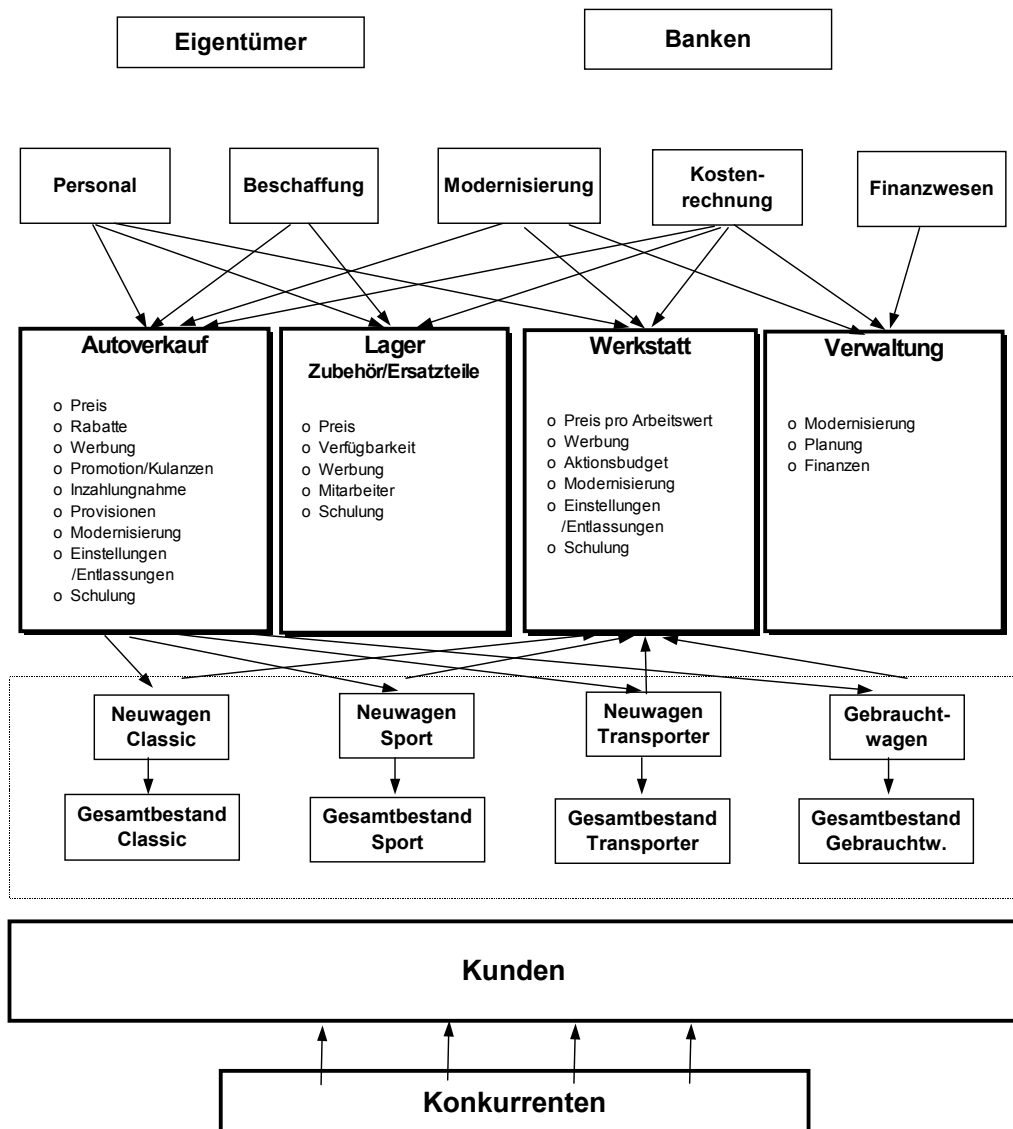 Eigentümer
Banken
Personal
Beschaffung
Modernisierung
Kosten-
rechnung
Finanzwesen
Autoverkauf
o Preis
o Rabatte
o Werbung
o Promotion/Kulanzen
o Inzahlungnahme
o Provisionen
o Modernisierung
o Einstellungen
/Entlassungen
o Schulung
Lager
Zubehör/Ersatzteile
o Preis
o Verfügbarkeit
o Werbung
o Mitarbeiter
o Schulung
Werkstatt
o Preis pro Arbeitswert
o Werbung
o Aktionsbudget
o Modernisierung
o Einstellungen
/Entlassungen
o Schulung
Verwaltung
o Modernisierung
o Planung
o Finanzen
Neuwagen
Classic
Neuwagen
Sport
Neuwagen
Transporter
Gebraucht-
wagen
Gesamtbestand
Classic
Gesamtbestand
Sport
Gesamtbestand
Transporter
Gesamtbestand
Gebrauchtw.
Kunden
Konkurrenten